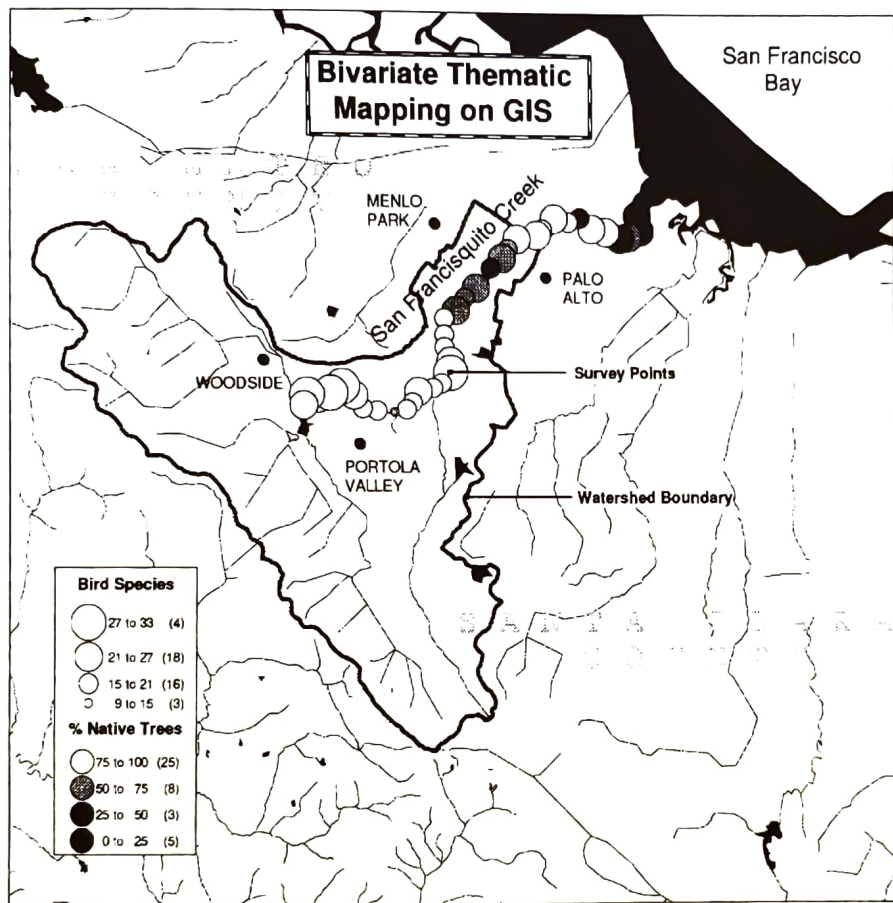 Bivariate Thematic
Mapping on GIS
San Francisco
Bay
MENLO
PARK
San Francisquito Creek
PALO
ALTO
WOODSIDE
Survey Points
PORTOLA
VALLEY
Watershed Boundary
Bird Species
27 to 33 (4)
21 to 27 (18)
15 to 21 (16)
9 to 15 (3)
% Native Trees
75 to 100 (25)
50 to 75 (8)
25 to 50 (3)
0 to 25 (5)